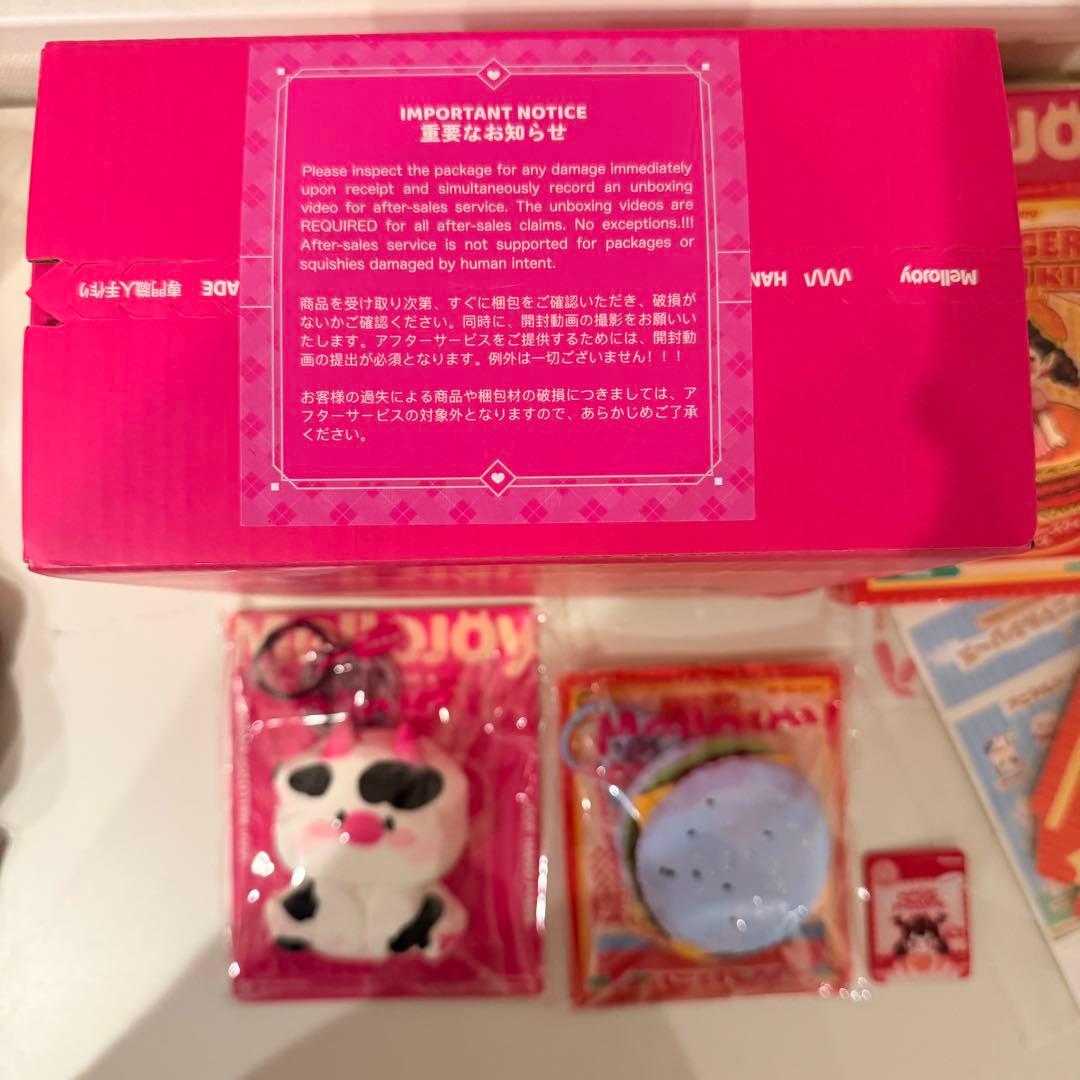 IMPORTANT NOTICE
重要なお知らせ
Please inspect the package for any damage immediately
upon receipt and simultaneously record an unboxing
video for after-sales service. The unboxing videos are
REQUIRED for all after-sales claims. No exceptions.!!!
After-sales service is not supported for packages or
squishies damaged by human intent.
商品を受け取り次第、すぐに梱包をご確認いただき、破損が
ないかご確認ください。同時に、開封動画の撮影をお願いい
たします。アフターサービスをご提供するためには、開封動
画の提出が必須となります。例外は一切ございません！！！
お客様の過失による商品や梱包材の破損につきましては、ア
フターサービスの対象外となりますので、あらかじめご了承
ください。
Mellojoy
HAN
ADE 専門職人手作り
Mellojoy
Mellojoy